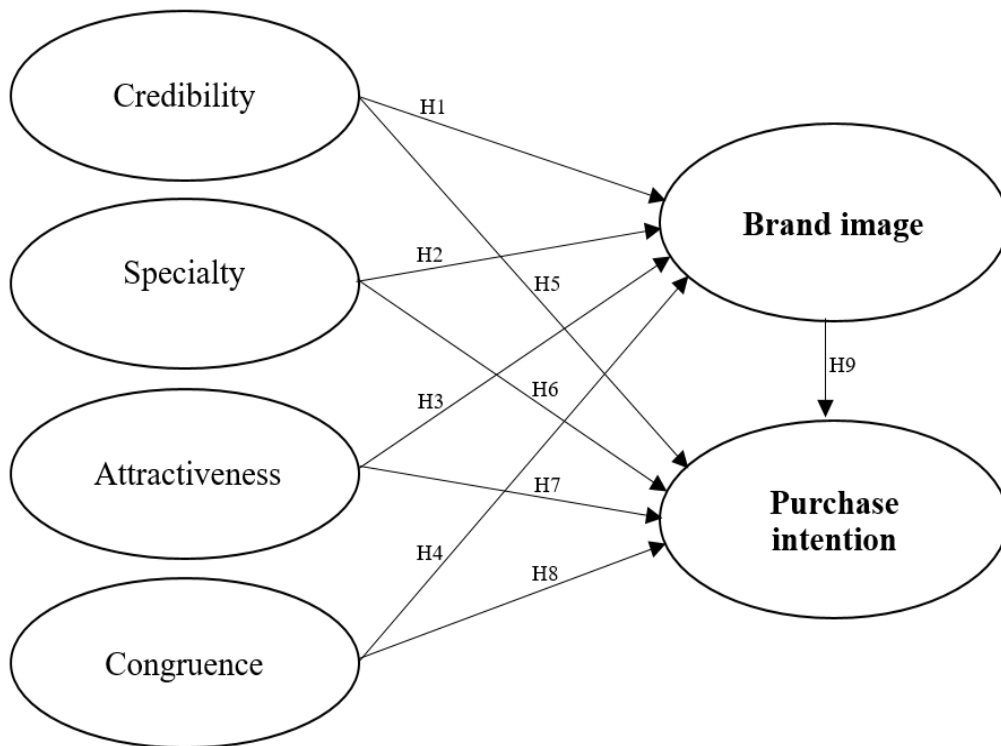 Credibility
H1
Brand image
Specialty
H2
H5
H3
H6
H9
Attractiveness
H7
Purchase
intention
H4
H8
Congruence